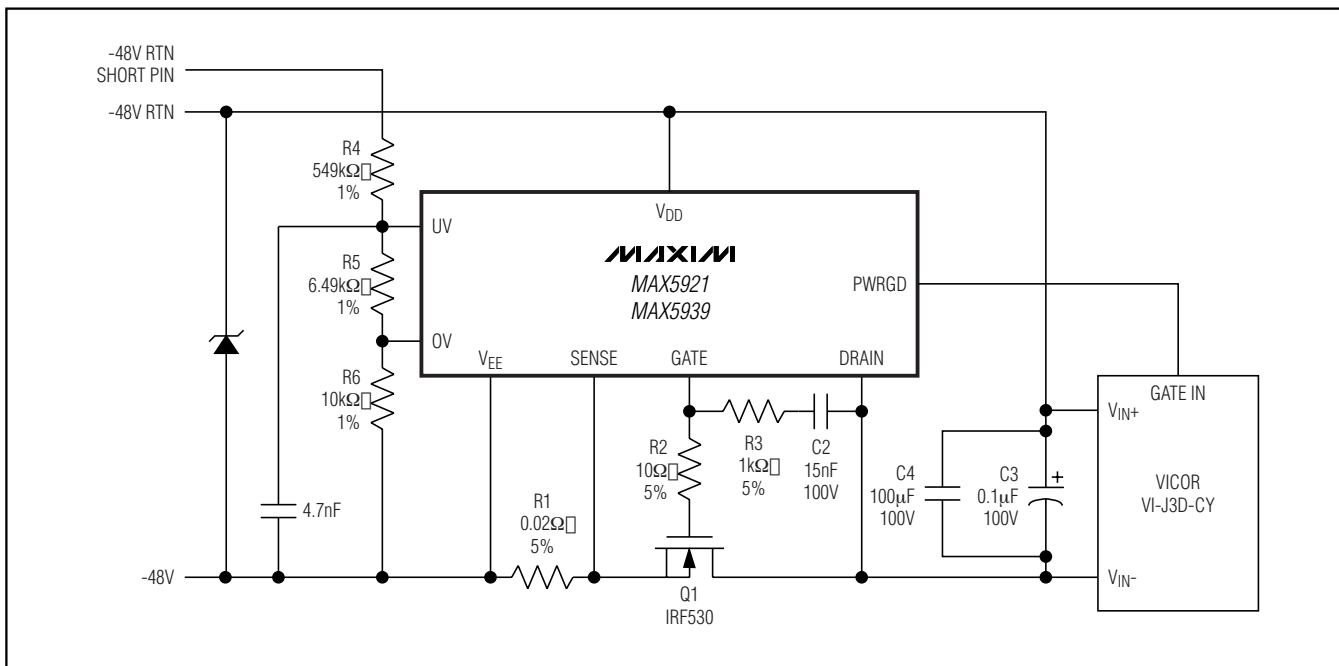 -48V RTN
SHORT PIN
-48V RTN
R4
549kΩ
1%
UV
R5
6.49kΩ
1%
OV
R6
10kΩ
1%
4.7nF
-48V
VDD
MAXIM
MAX5921
MAX5939
PWRGD
VEE
SENSE
GATE
DRAIN
R1
0.02Ω
5%
R2
10Ω
5%
R3
1kΩ
5%
C2
15nF
100V
Q1
IRF530
C4
100μF
100V
C3
0.1μF
100V
+
GATE IN
VIN+
VICOR
VI-J3D-CY
VIN-